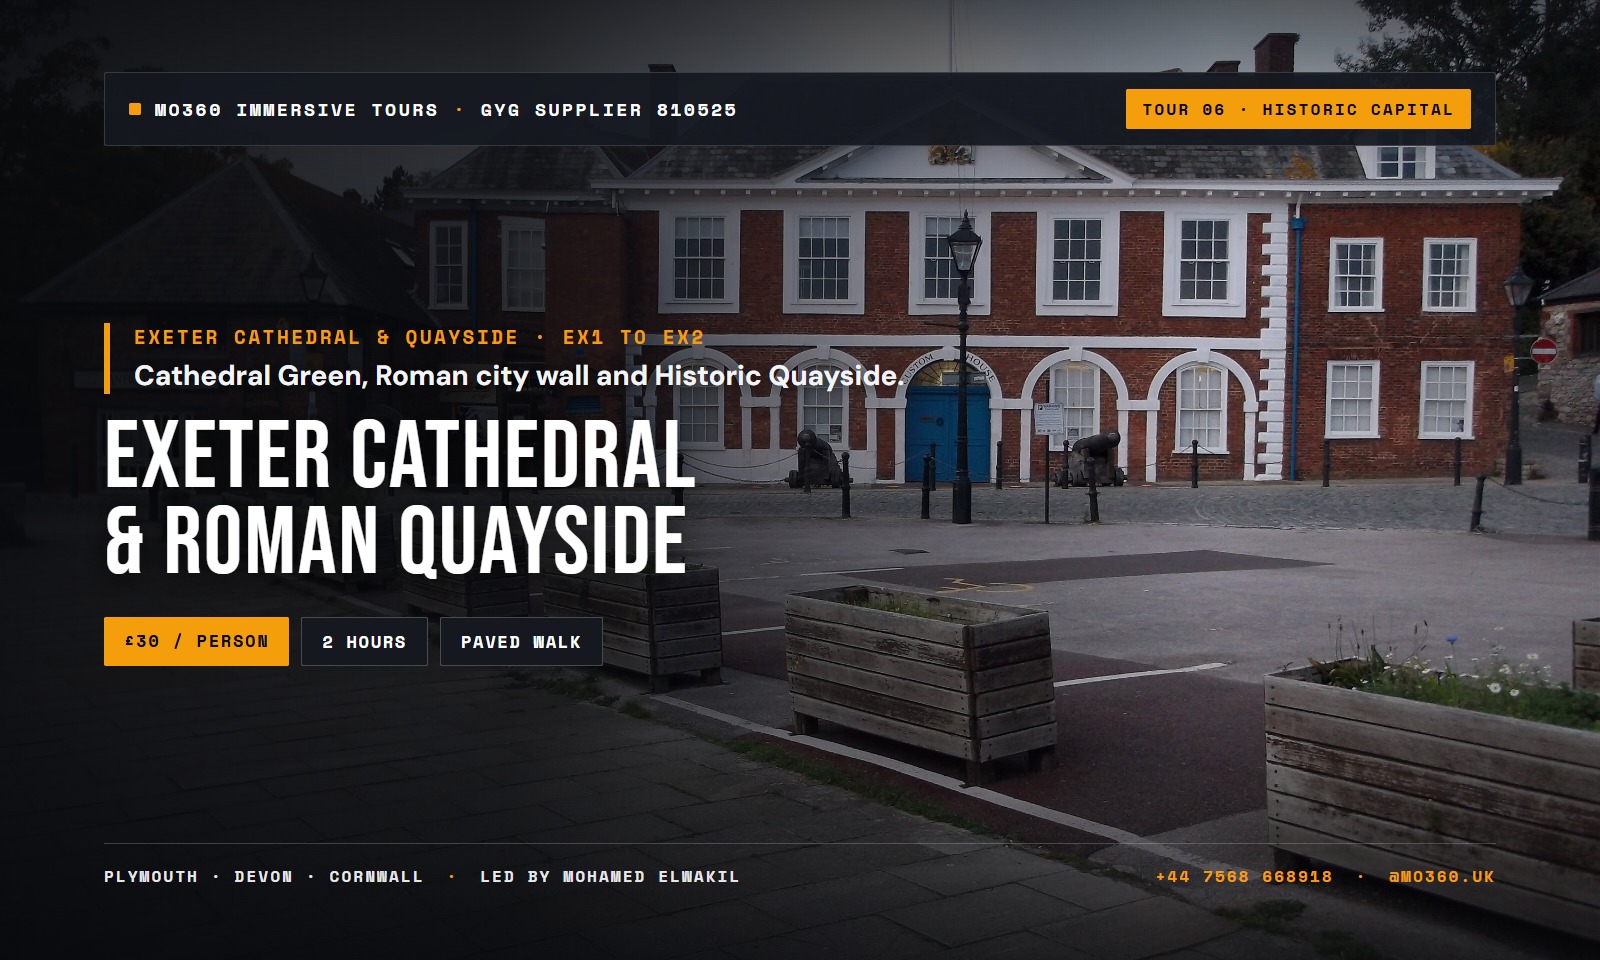 MO360 IMMERSIVE TOURS · GYG SUPPLIER 810525
TOUR 06 · HISTORIC CAPITAL
CUSTOM HOUSE
EXETER CATHEDRAL & QUAYSIDE · EX1 TO EX2
Cathedral Green, Roman city wall and Historic Quayside.
EXETER CATHEDRAL
& ROMAN QUAYSIDE
£30 / PERSON
2 HOURS
PAVED WALK
PLYMOUTH · DEVON · CORNWALL · LED BY MOHAMED ELWAKIL
+44 7568 668918 · @MO360.UK